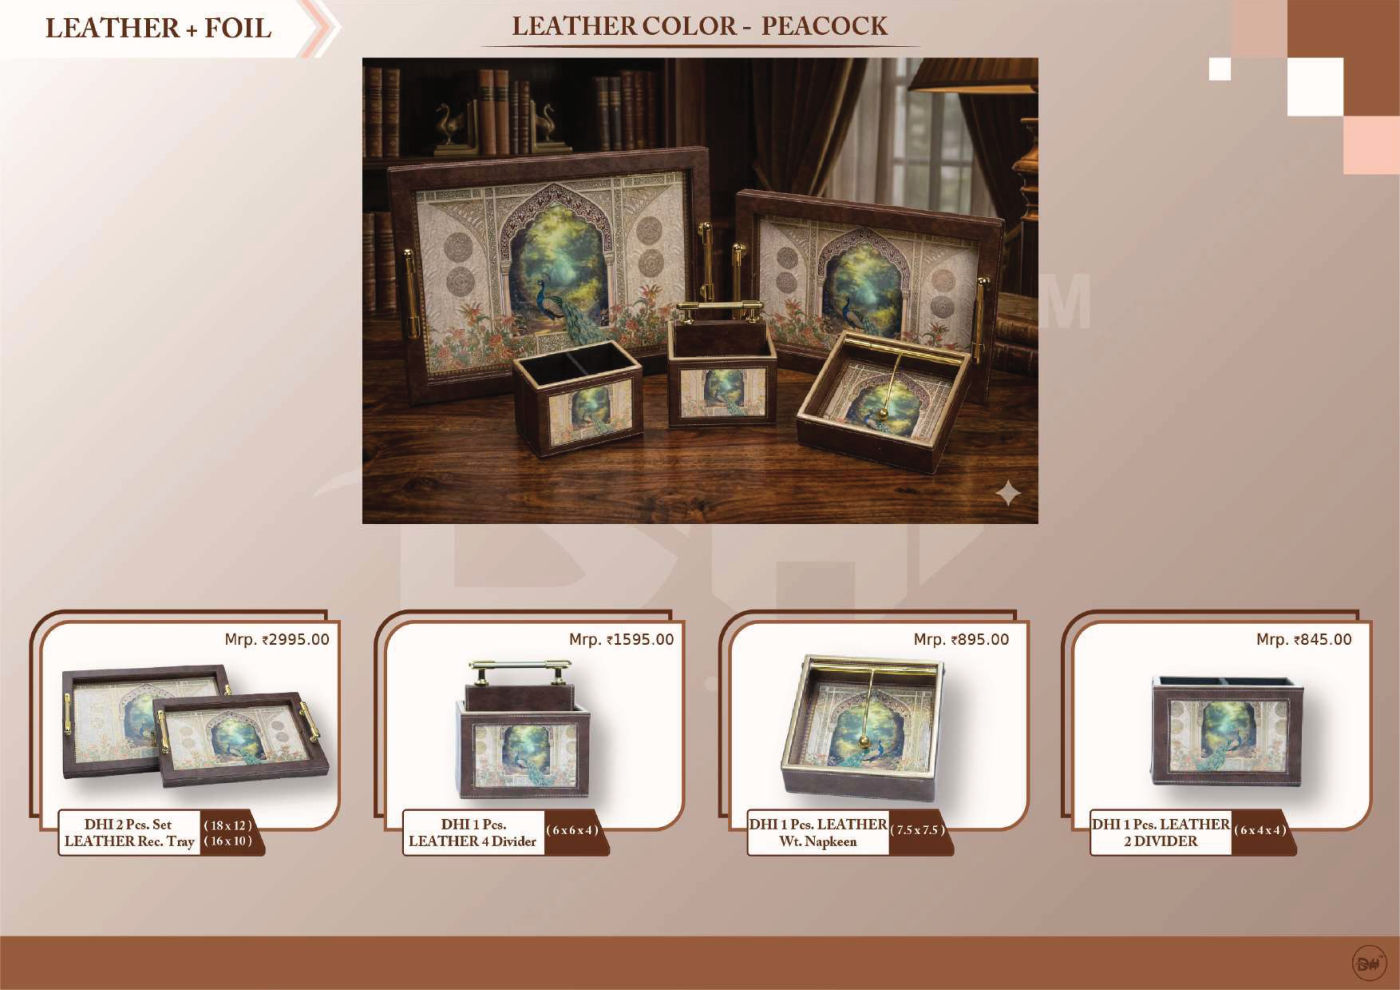 LEATHER + FOIL
LEATHER COLOR - PEACOCK
Mrp. ₹2995.00
DHI 2 Pcs. Set
LEATHER Rec. Tray
( 18 x 12 )
( 16 x 10 )
Mrp. ₹1595.00
DHI 1 Pcs.
LEATHER 4 Divider
( 6 x 6 x 4 )
Mrp. ₹895.00
DHI 1 Pcs. LEATHER
Wt. Napkeen
( 7.5 x 7.5 )
Mrp. ₹845.00
DHI 1 Pcs. LEATHER
2 DIVIDER
( 6 x 4 x 4 )
DHI